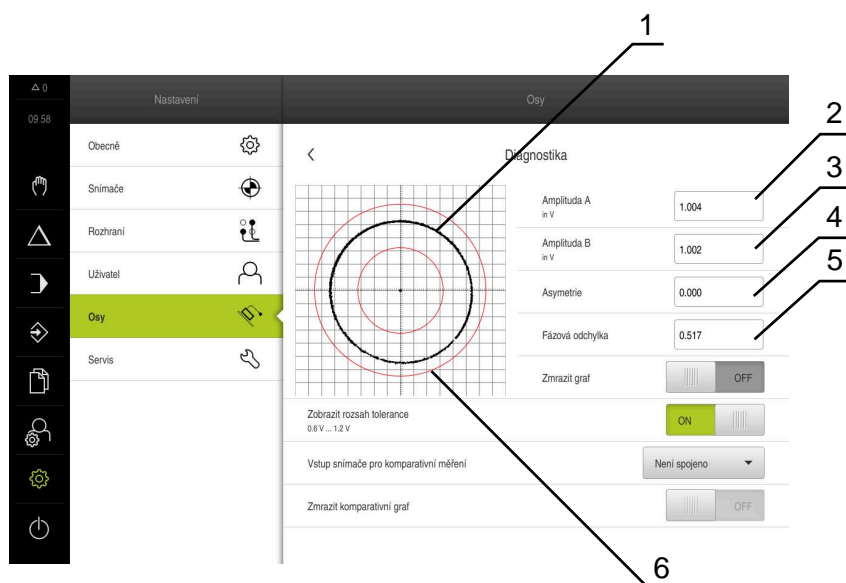 1
△ 0
Nastavení
Osy
09 58
2
Obecně
Diagnostika
Snímače
Amplituda A
in V
1.004
3
Rozhraní
Amplituda B
in V
1.002
4
Uživatel
Asymetrie
0.000
5
Osy
Fázová odchylka
0.517
Servis
Zmrazit graf
OFF
Zobrazit rozsah tolerance
0.6 V ... 1.2 V
ON
Vstup snímače pro komparativní měření
Není spojeno
Zmrazit komparativní graf
OFF
6